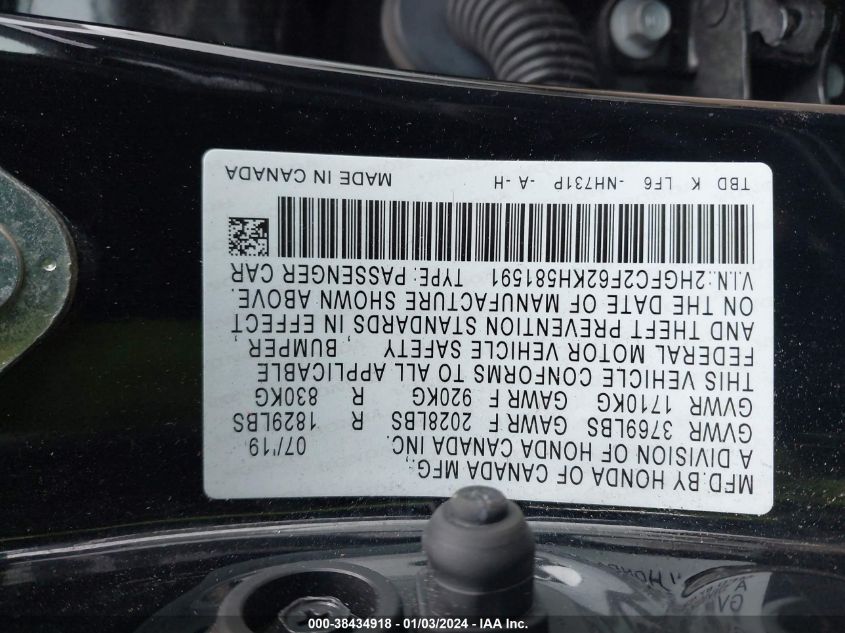 MFD.BY HONDA OF CANADA MFG.,
A DIVISION OF HONDA CANADA INC. 07/'19
GVWR 3769LBS GAWR F 2028LBS R 1829LBS
GVWR 1710KG GAWR F 920KG R 830KG
THIS VEHICLE CONFORMS TO ALL APPLICABLE
FEDERAL MOTOR VEHICLE SAFETY , BUMPER,
AND THEFT PREVENTION STANDARDS IN EFFECT
ON THE DATE OF MANUFACTURE SHOWN ABOVE.
V.I.N.:2HGFC2F62KH581591 TYPE:PASSENGER CAR
TBD K LF6 -NH731P -A -H MADE IN CANADA
000-38434918 - 01/03/2024 - IAA Inc.